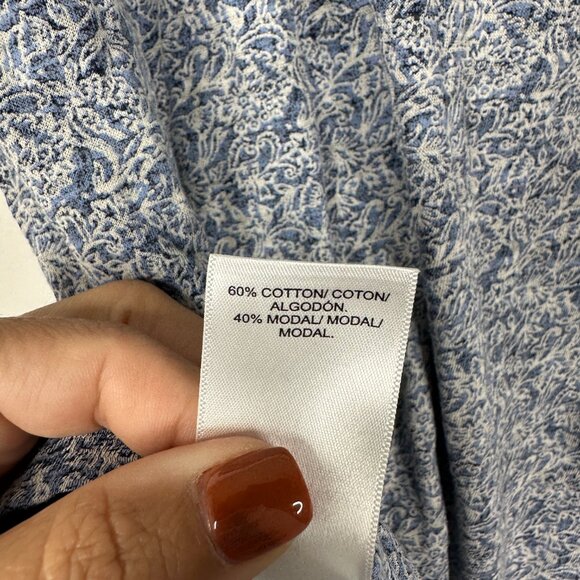 60% COTTON/ COTON/
ALGODÓN.
40% MODAL/ MODAL/
MODAL.